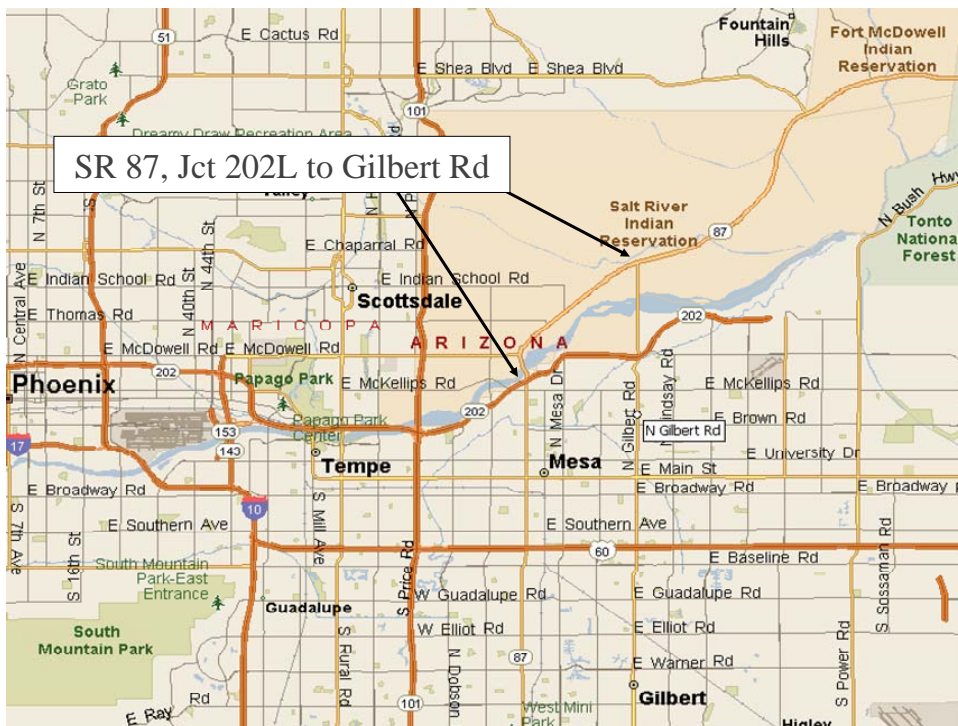 Fountain
Hills
Fort McDowell
Indian
Reservation
51
E Cactus Rd
E Shea Blvd
E Shea Blvd
Grato
Park
101
Dreamy Draw Recreation Area
SR 87, Jct 202L to Gilbert Rd
N 7th St
N 44th St
Salt River
Indian
Reservation
87
N Bush Hwy
Tonto
National
Forest
E Chaparral Rd
N Central Ave
E Indian School Rd
N 40th St
E Indian School Rd
Scottsdale
E Thomas Rd
MARICOPA
ARIZONA
202
E McDowell Rd
E McDowell Rd
Phoenix
202
Papago Park
E McKellips Rd
N Mesa Dr
N Lindsay Rd
E McKellips Rd
Papago Park
Center
202
N Gilbert Rd
E Brown Rd
N Gilbert Rd
17
153
143
Tempe
Mesa
E University Dr
E Main St
E Broadway Rd
E Broadway Rd
E Broadway
10
S 7th Ave
S 16th St
E Southern Ave
S Mill Ave
E Southern Ave
60
E Baseline Rd
South Mountain
Park-East
Entrance
S Price Rd
S Sossaman Rd
Guadalupe
W Guadalupe Rd
E Guadalupe Rd
South
Mountain Park
S Rural Rd
W Elliot Rd
E Elliot Rd
N Dobson
87
E Warner Rd
S Power Rd
Rd
E Ray
101
West Mini
Park
Gilbert
Higley